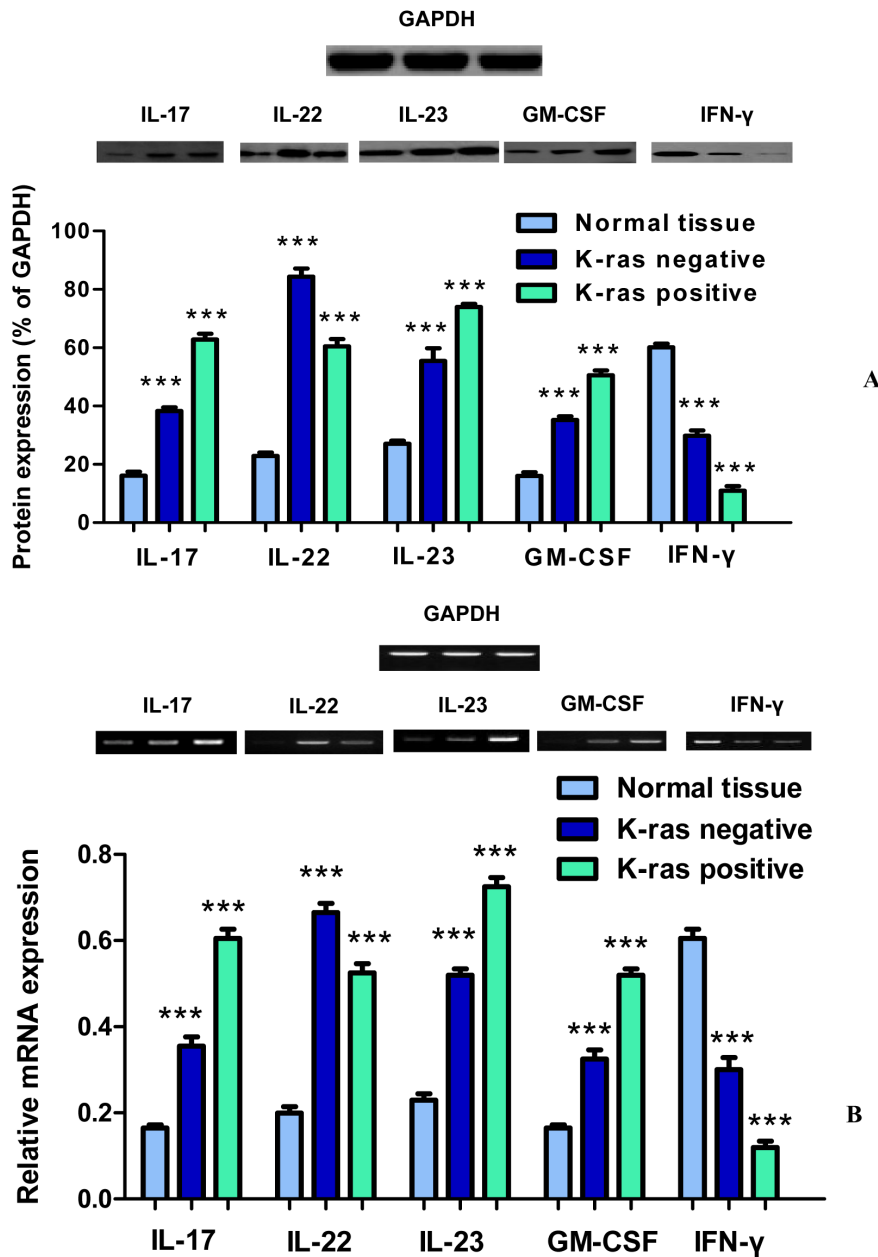 GAPDH
IL-17 IL-22 IL-23 GM-CSF IFN-γ
Protein expression (% of GAPDH)
100
80
60
40
20
0
Normal tissue
K-ras negative
K-ras positive
*** *** *** *** *** *** *** *** *** ***
IL-17 IL-22 IL-23 GM-CSF IFN-γ
A
GAPDH
IL-17 IL-22 IL-23 GM-CSF IFN-γ
Relative mRNA expression
0.8
0.6
0.4
0.2
0.0
Normal tissue
K-ras negative
K-ras positive
*** *** *** *** *** *** *** *** *** ***
IL-17 IL-22 IL-23 GM-CSF IFN-γ
B